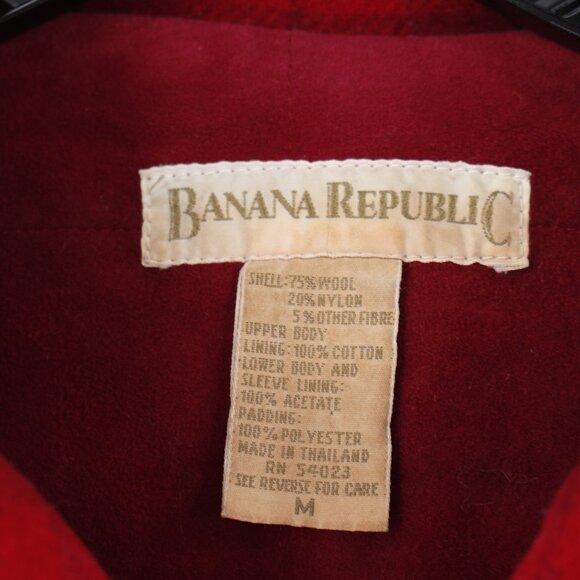 BANANA REPUBLIC
SHELL: 75% WOOL
20% NYLON
5% OTHER FIBRE
UPPER BODY
LINING: 100% COTTON
LOWER BODY AND
SLEEVE LINING:
100% ACETATE
PADDING:
100% POLYESTER
MADE IN THAILAND
RN 54023
SEE REVERSE FOR CARE
M